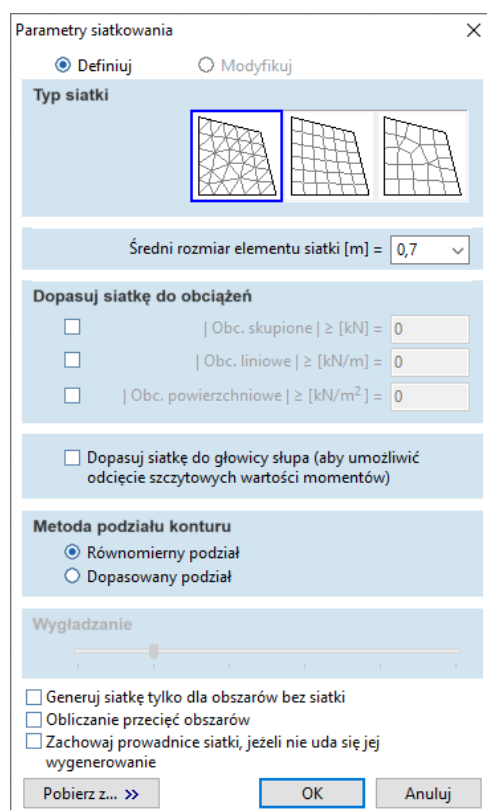 Parametry siatkowania
Definiuj Modyfikuj
Typ siatki
Średni rozmiar elementu siatki [m] = 0,7
Dopasuj siatkę do obciążeń
| Obc. skupione | ≥ [kN] = 0
| Obc. liniowe | ≥ [kN/m] = 0
| Obc. powierzchniowe | ≥ [kN/m²] = 0
Dopasuj siatkę do głowicy słupa (aby umożliwić
odcięcie szczytowych wartości momentów)
Metoda podziału konturu
Równomierny podział
Dopasowany podział
Wygładzanie
Generuj siatkę tylko dla obszarów bez siatki
Obliczanie przecięć obszarów
Zachowaj prowadnice siatki, jeżeli nie uda się jej
wygenerowanie
Pobierz z... >> OK Anuluj